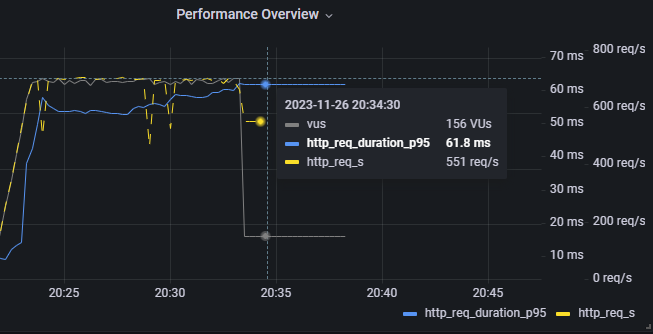 Performance Overview
70 ms
800 req/s
60 ms
600 req/s
50 ms
40 ms
400 req/s
30 ms
20 ms
200 req/s
10 ms
0 req/s
2023-11-26 20:34:30
vus 156 VUs
http_req_duration_p95 61.8 ms
http_req_s 551 req/s
20:25 20:30 20:35 20:40 20:45
http_req_duration_p95 http_req_s